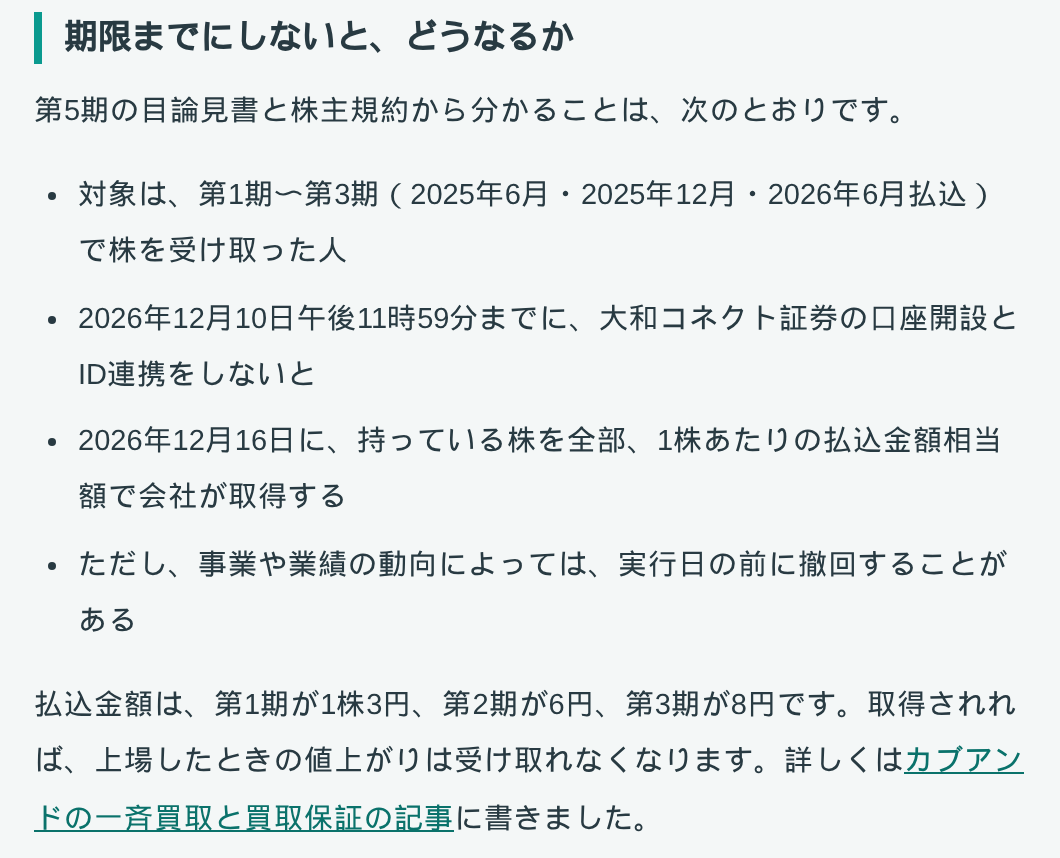 期限までにしないと、どうなるか
第5期の目論見書と株主規約から分かることは、次のとおりです。
• 対象は、第1期〜第3期（2025年6月・2025年12月・2026年6月払込）
で株を受け取った人
• 2026年12月10日午後11時59分までに、大和コネクト証券の口座開設と
ID連携をしないと
• 2026年12月16日に、持っている株を全部、1株あたりの払込金額相当
額で会社が取得する
• ただし、事業や業績の動向によっては、実行日の前に撤回することが
ある
払込金額は、第1期が1株3円、第2期が6円、第3期が8円です。取得されれ
ば、上場したときの値上がりは受け取れなくなります。詳しくはカブアン
ドの一斉買取と買取保証の記事に書きました。